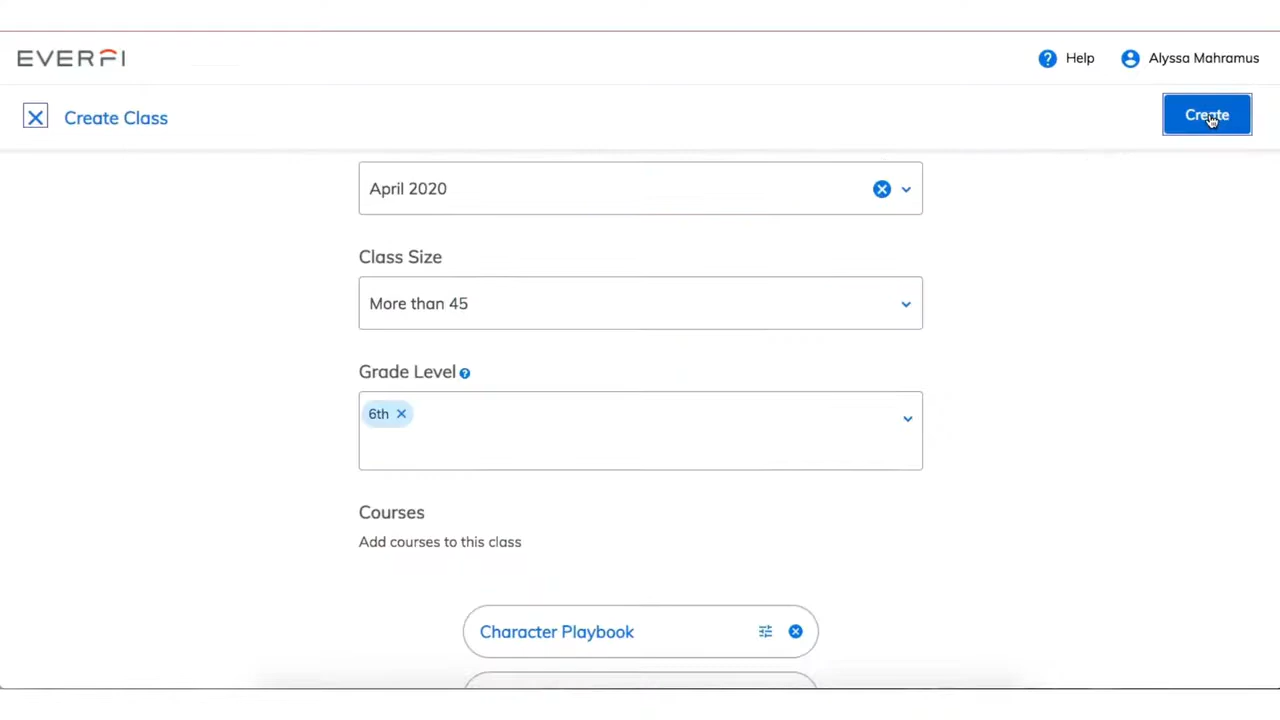 EVERFI
Help
Alyssa Mahramus
Create Class
Create
April 2020
Class Size
More than 45
Grade Level
6th
Courses
Add courses to this class
Character Playbook